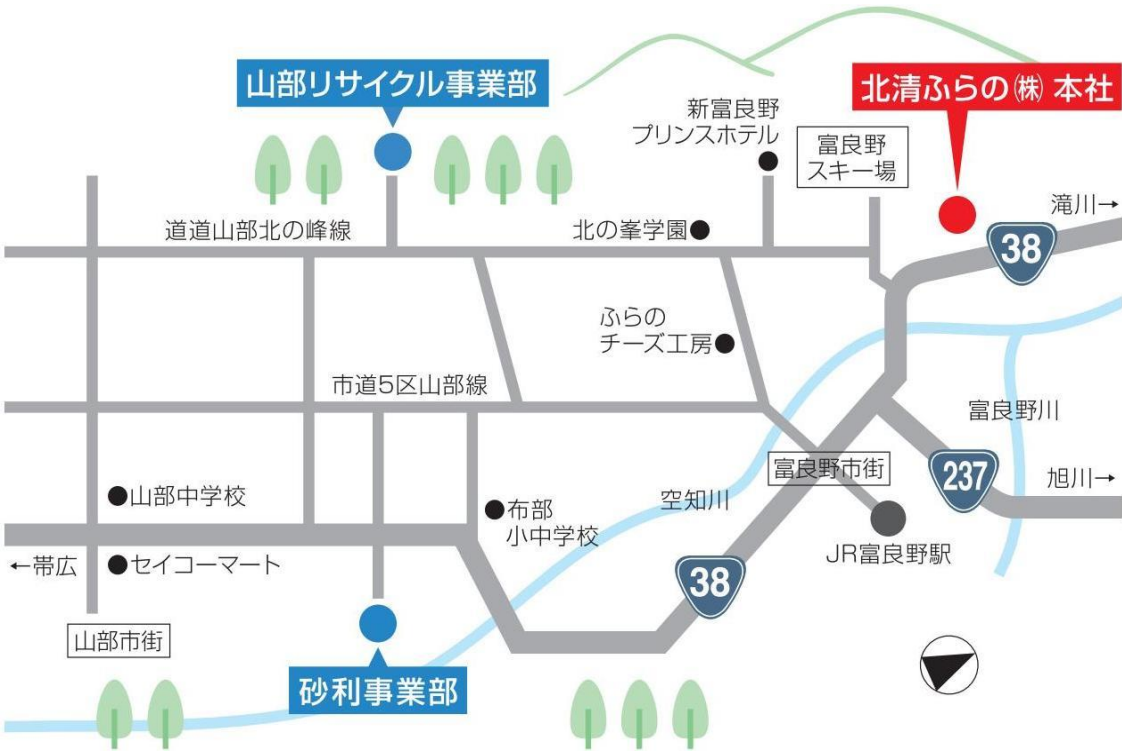 山部リサイクル事業部
北清ふらの㈱ 本社
新富良野
プリンスホテル
富良野
スキー場
滝川→
38
道道山部北の峰線
北の峯学園
ふらの
チーズ工房
市道5区山部線
富良野川
富良野市街
237
旭川→
山部中学校
布部
小中学校
空知川
←帯広
セイコーマート
JR富良野駅
38
山部市街
砂利事業部